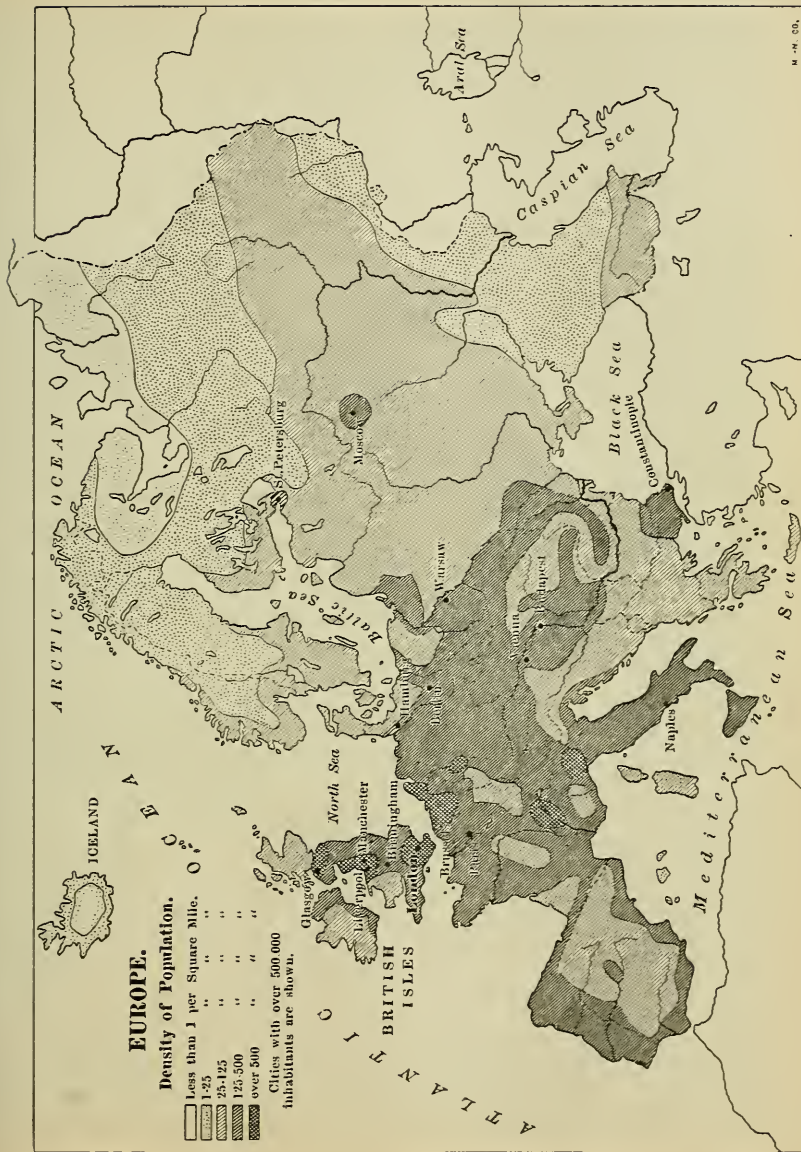 EUROPE.
Density of Population.
Less than 1 per Square Mile.
1-25 " " "
25-125 " " "
125-500 " " "
over 500 " "
Cities with over 500.000
inhabitants are shown.
ICELAND
ARCTIC OCEAN
ATLANTIC OCEAN
BRITISH
ISLES
North Sea
Baltic Sea
Glasgow
Liverpool
Manchester
Birmingham
London
Paris
Hamburg
Berlin
Warsaw
Vienna
Budapest
St. Petersburg
Moscow
Naples
Constantinople
Black Sea
Caspian Sea
Aral Sea
Mediterranean Sea
M.-N. CO.